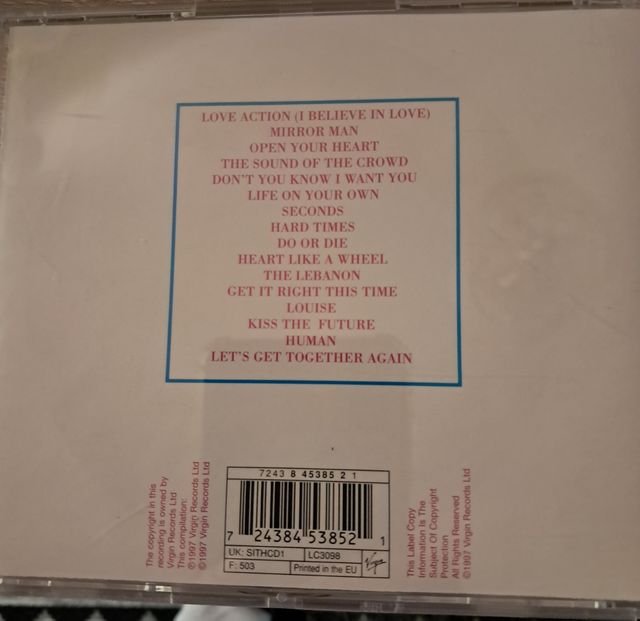 LOVE ACTION (I BELIEVE IN LOVE)
MIRROR MAN
OPEN YOUR HEART
THE SOUND OF THE CROWD
DON'T YOU KNOW I WANT YOU
LIFE ON YOUR OWN
SECONDS
HARD TIMES
DO OR DIE
HEART LIKE A WHEEL
THE LEBANON
GET IT RIGHT THIS TIME
LOUISE
KISS THE FUTURE
HUMAN
LET'S GET TOGETHER AGAIN
The copyright in this
recording is owned by
Virgin Records Ltd
This compilation:
©1997 Virgin Records Ltd
©1997 Virgin Records Ltd
7243 8 45385 2 1
7 24384 53852 1
UK: SITHCD1
LC3098
F: 503
Printed in the EU
Virgin
This Label Copy
Information Is The
Subject Of Copyright
Protection
All Rights Reserved
©1997 Virgin Records Ltd